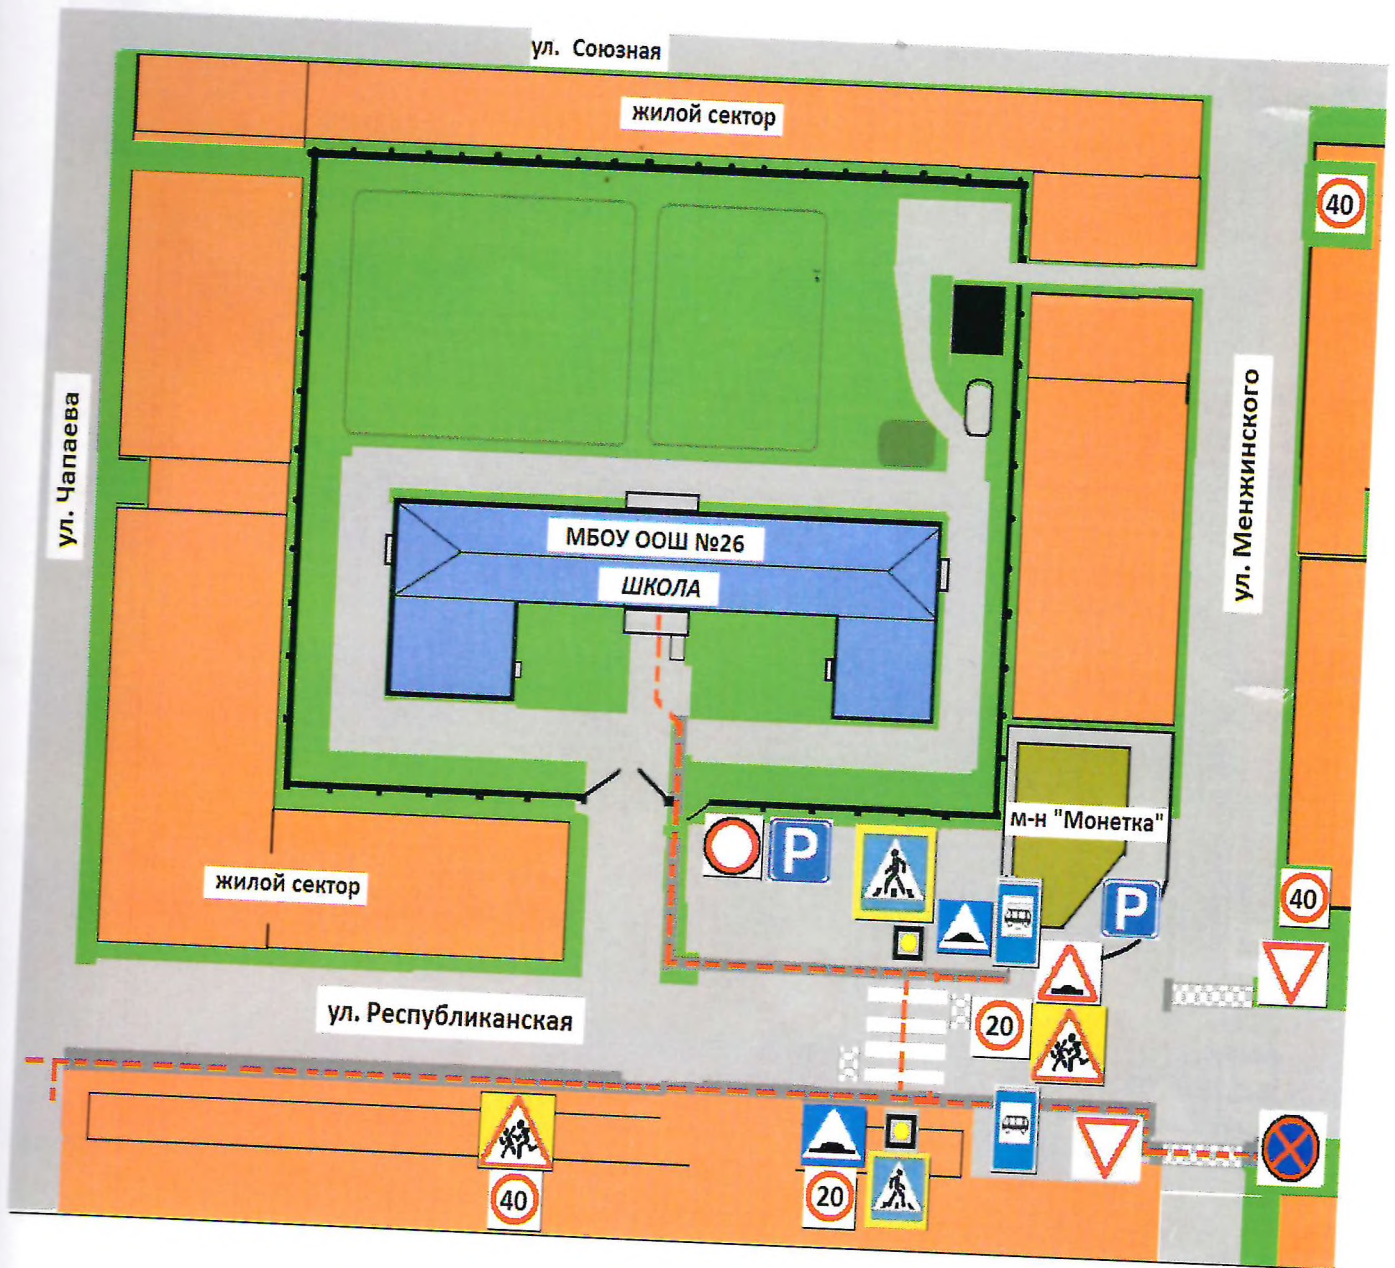 ул. Союзная
жилой сектор
40
ул. Чапаева
ул. Менжинского
МБОУ ООШ №26
ШКОЛА
м-н "Монетка"
P
P
жилой сектор
40
ул. Республиканская
20
40
20